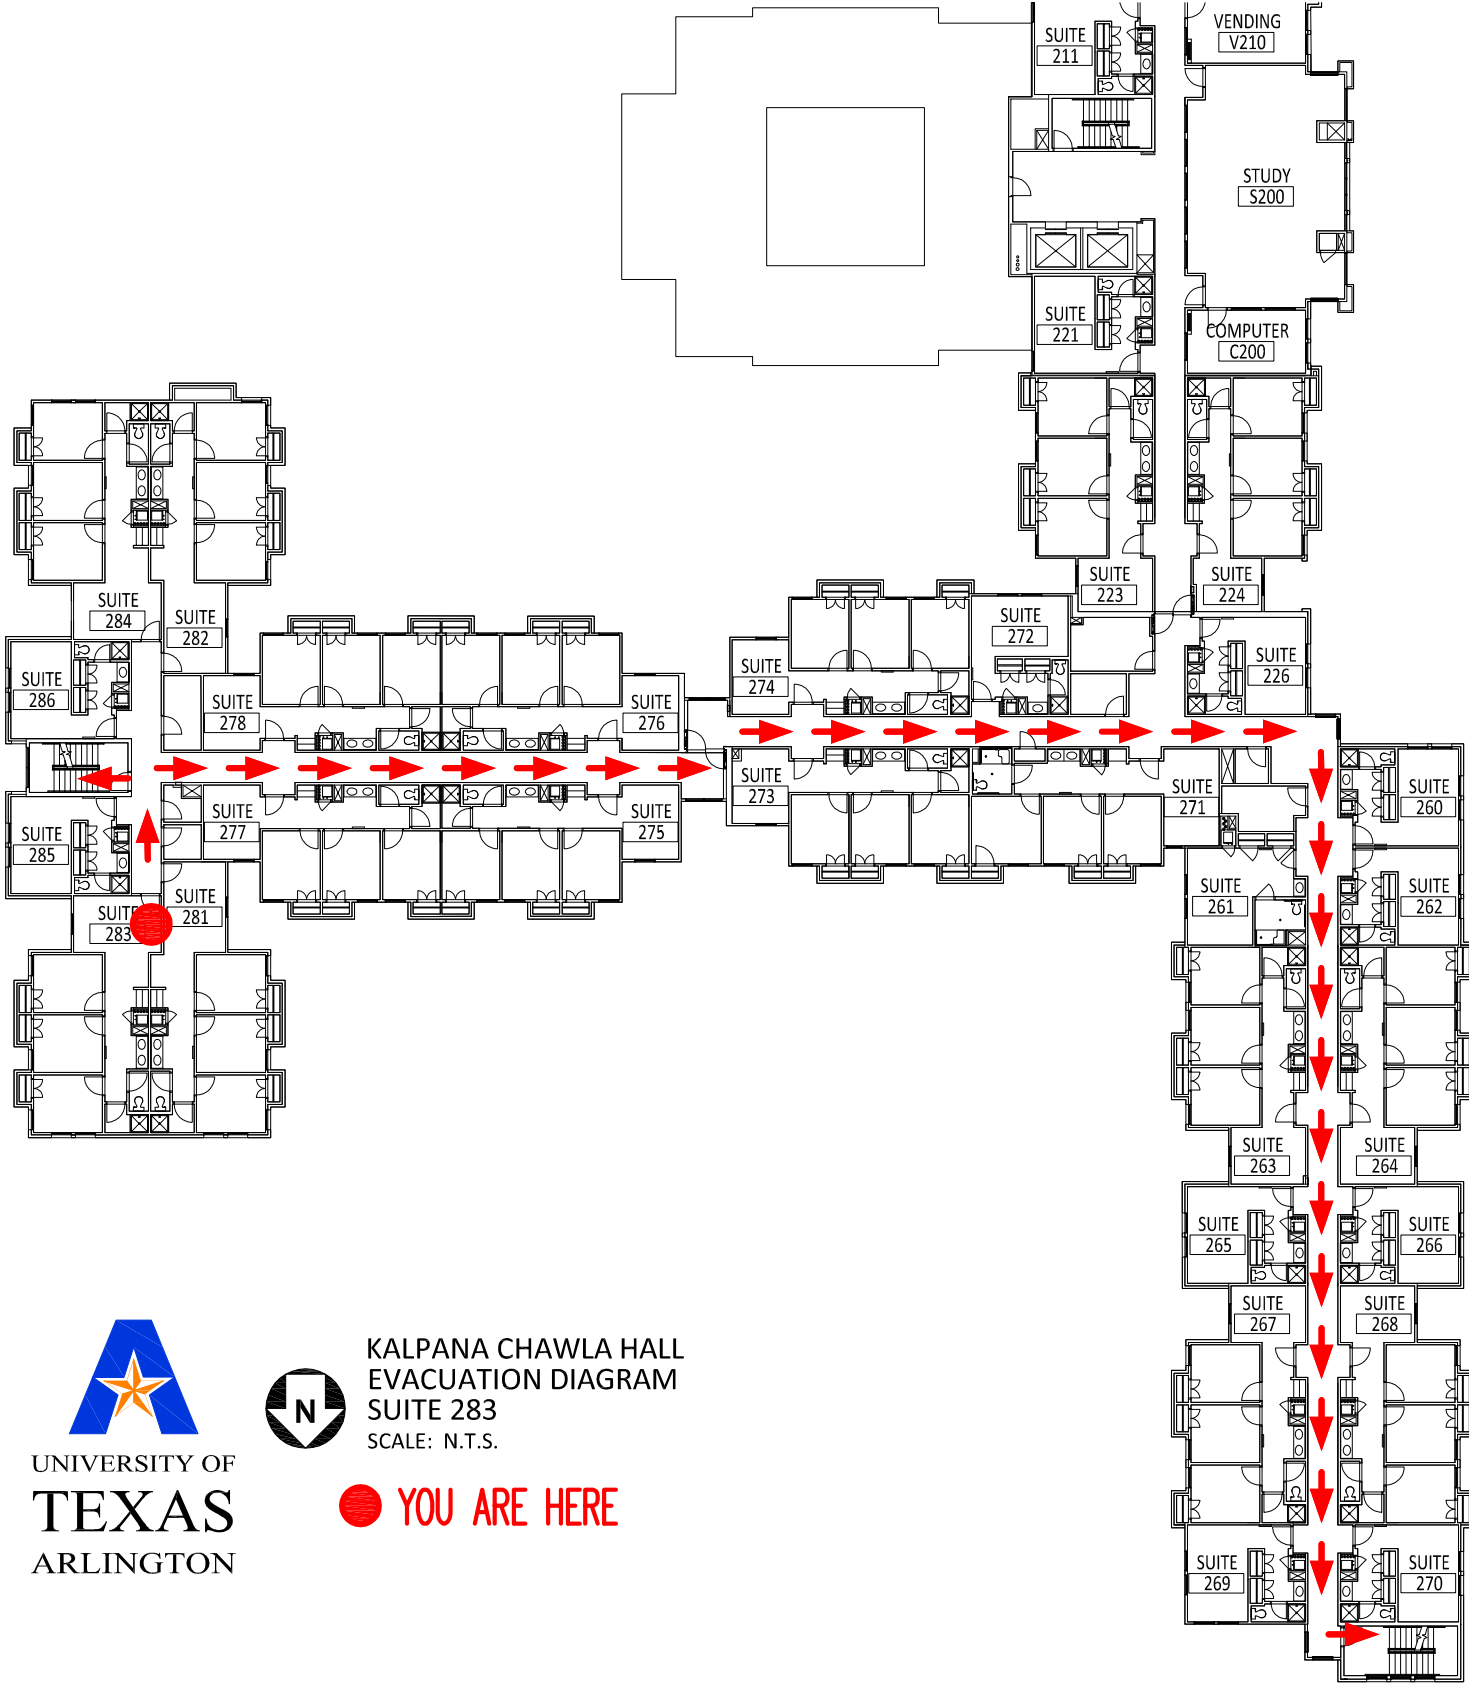 VENDING
V210
SUITE
211
STUDY
S200
SUITE
221
COMPUTER
C200
SUITE
223
SUITE
224
SUITE
284
SUITE
282
SUITE
272
SUITE
226
SUITE
286
SUITE
278
SUITE
276
SUITE
274
SUITE
285
SUITE
277
SUITE
275
SUITE
273
SUITE
271
SUITE
260
SUITE
283
SUITE
281
SUITE
261
SUITE
262
SUITE
263
SUITE
264
SUITE
265
SUITE
266
SUITE
267
SUITE
268
SUITE
269
SUITE
270
UNIVERSITY OF
TEXAS
ARLINGTON
N
KALPANA CHAWLA HALL
EVACUATION DIAGRAM
SUITE 283
SCALE: N.T.S.
YOU ARE HERE